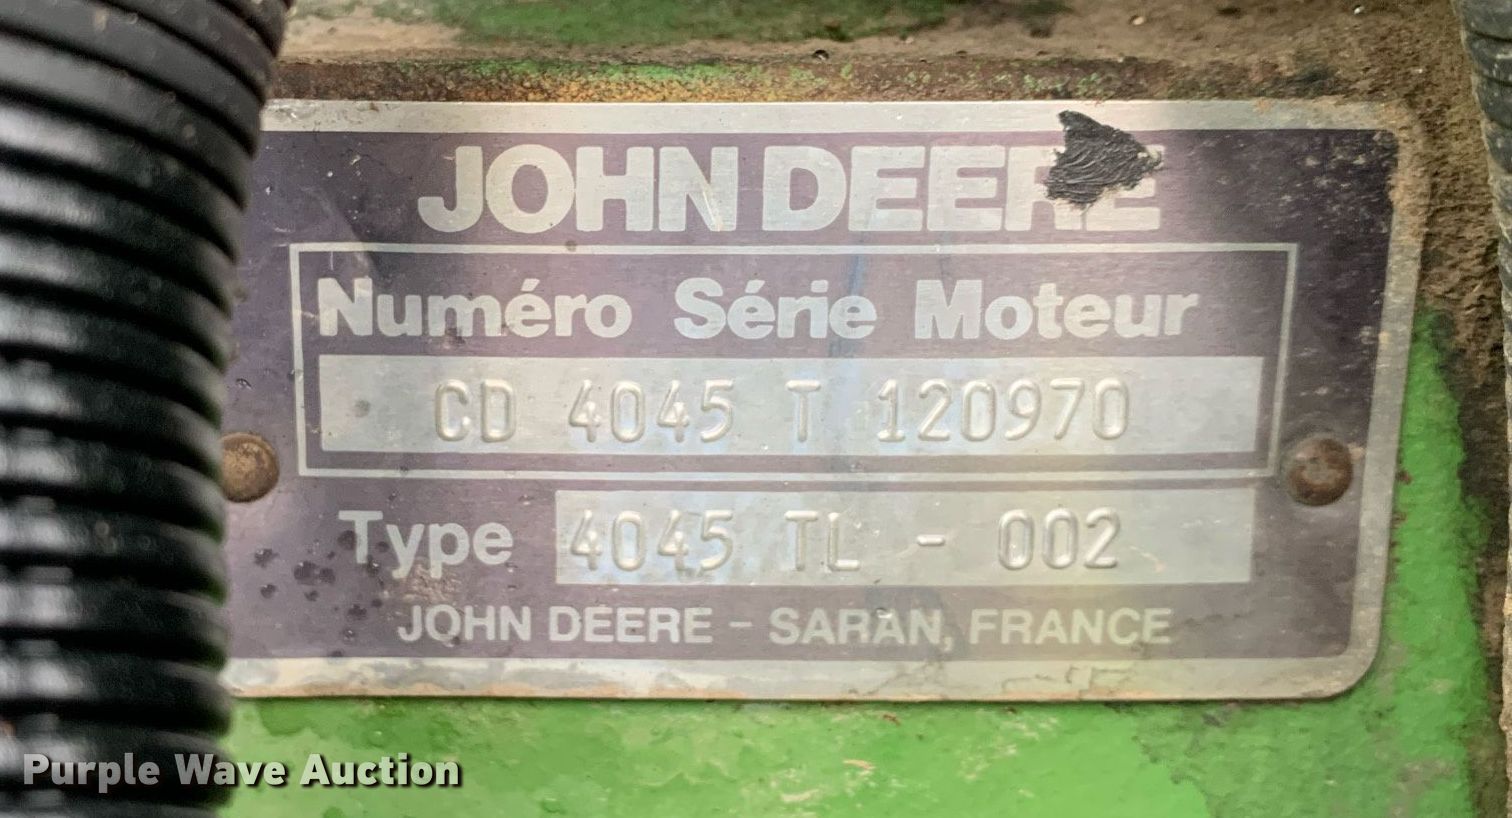 JOHN DEERE
Numéro Série Moteur
CD 4045 T 120970
Type 4045 TL - 002
JOHN DEERE - SARAN, FRANCE
Purple Wave Auction